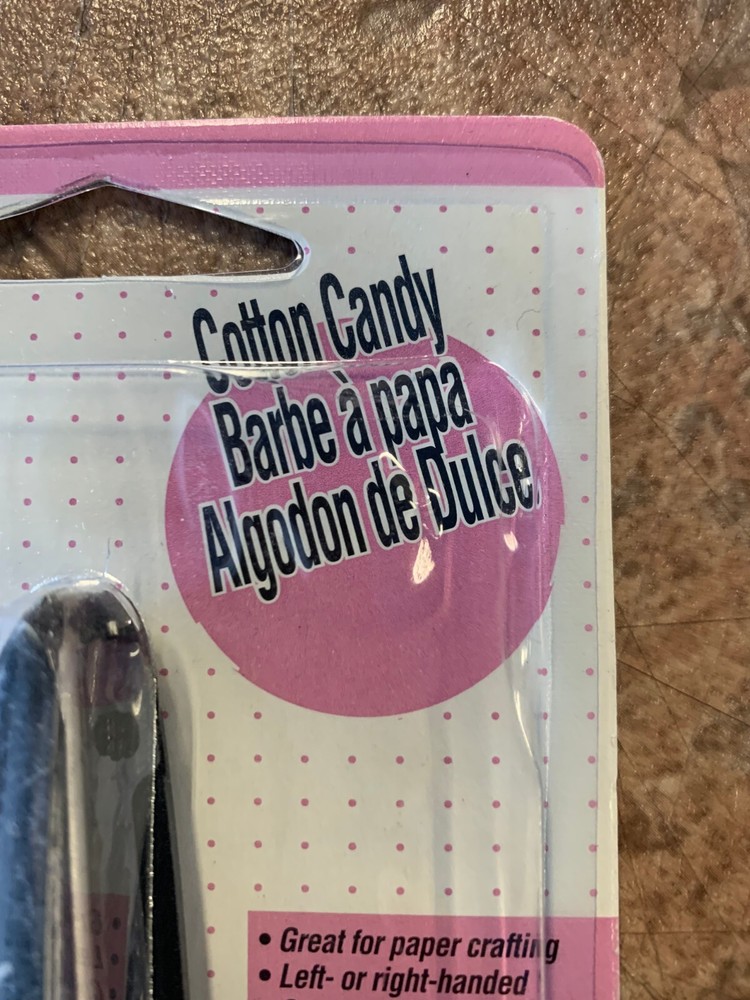 Cotton Candy
Barbe à papa
Algodon de Dulce
• Great for paper crafting
• Left- or right-handed